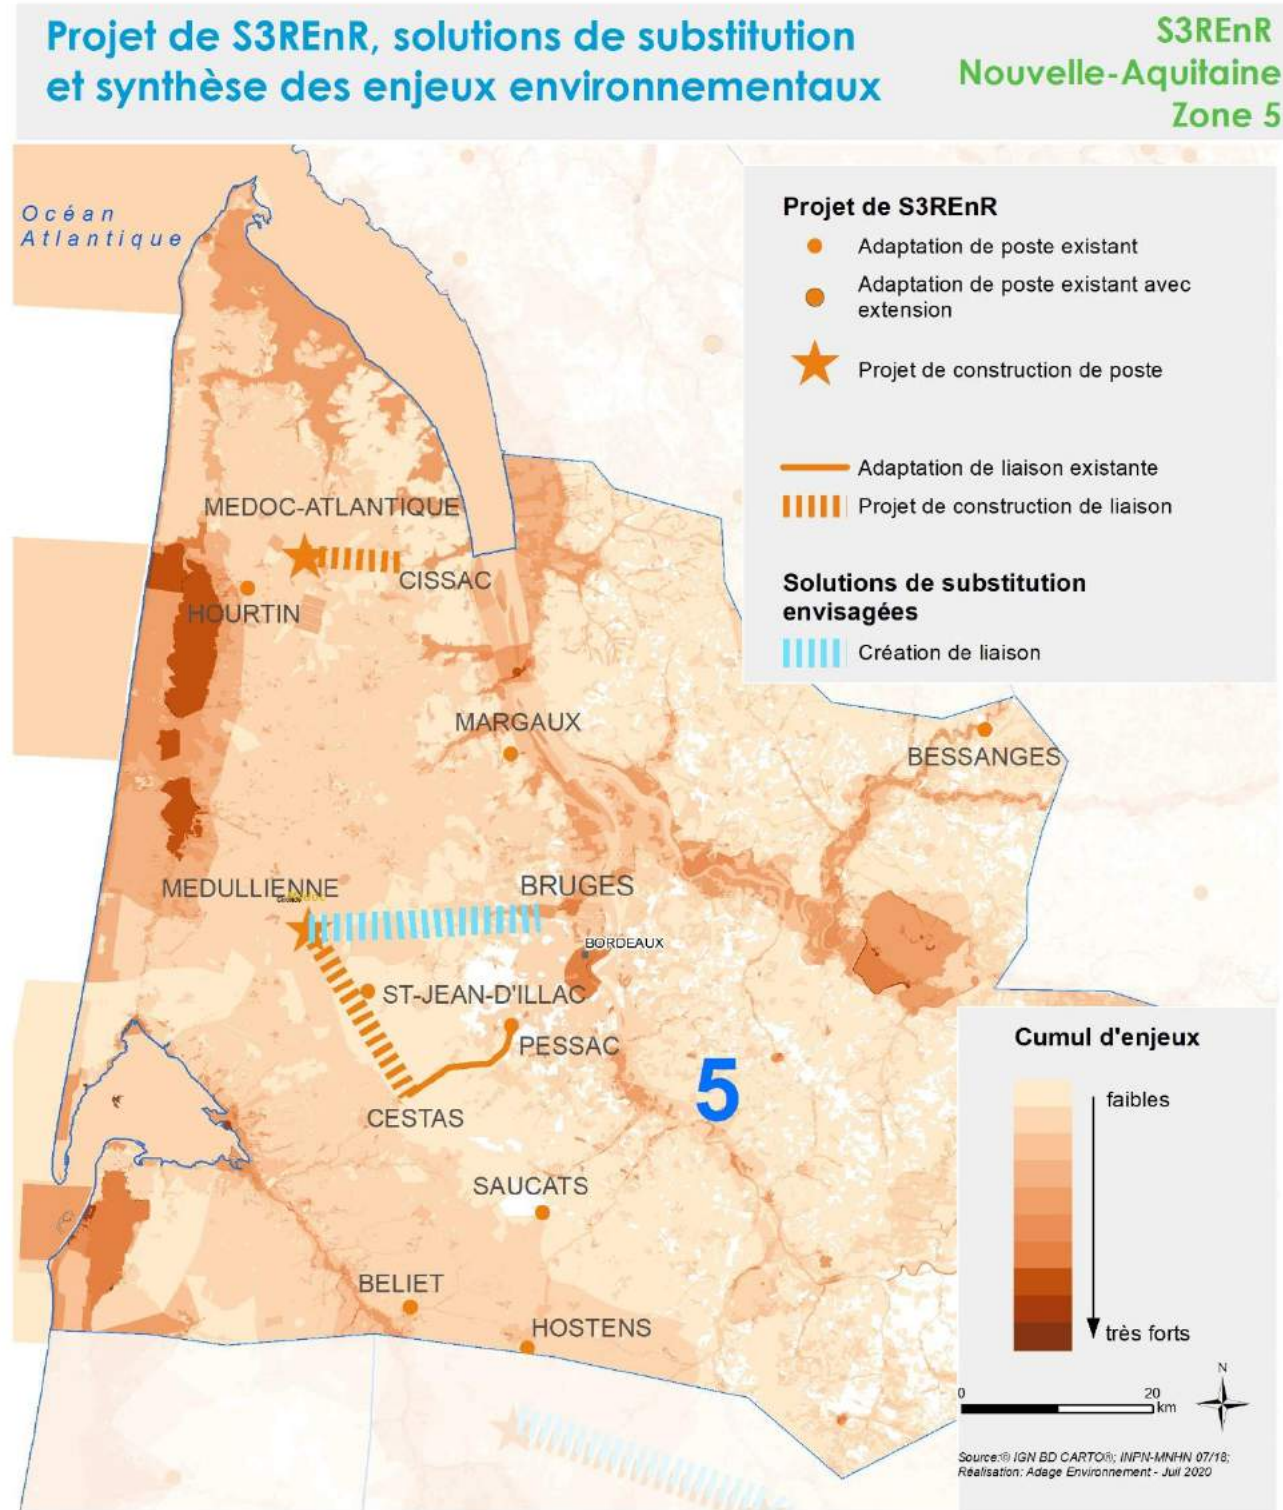 Projet de S3REnR, solutions de substitution
et synthèse des enjeux environnementaux
S3REnR
Nouvelle-Aquitaine
Zone 5
Océan
Atlantique
Projet de S3REnR
Adaptation de poste existant
Adaptation de poste existant avec
extension
Projet de construction de poste
Adaptation de liaison existante
Projet de construction de liaison
Solutions de substitution
envisagées
Création de liaison
MEDOC-ATLANTIQUE
CISSAC
HOURTIN
MARGAUX
BESSANGES
MEDULLIENNE
BRUGES
BORDEAUX
ST-JEAN-D'ILLAC
PESSAC
5
CESTAS
SAUCATS
BELIET
HOSTENS
Cumul d'enjeux
faibles
très forts
N
0 20
km
Source:© IGN BD CARTO®; INPN-MNHN 07/18;
Réalisation: Adage Environnement - Juil 2020